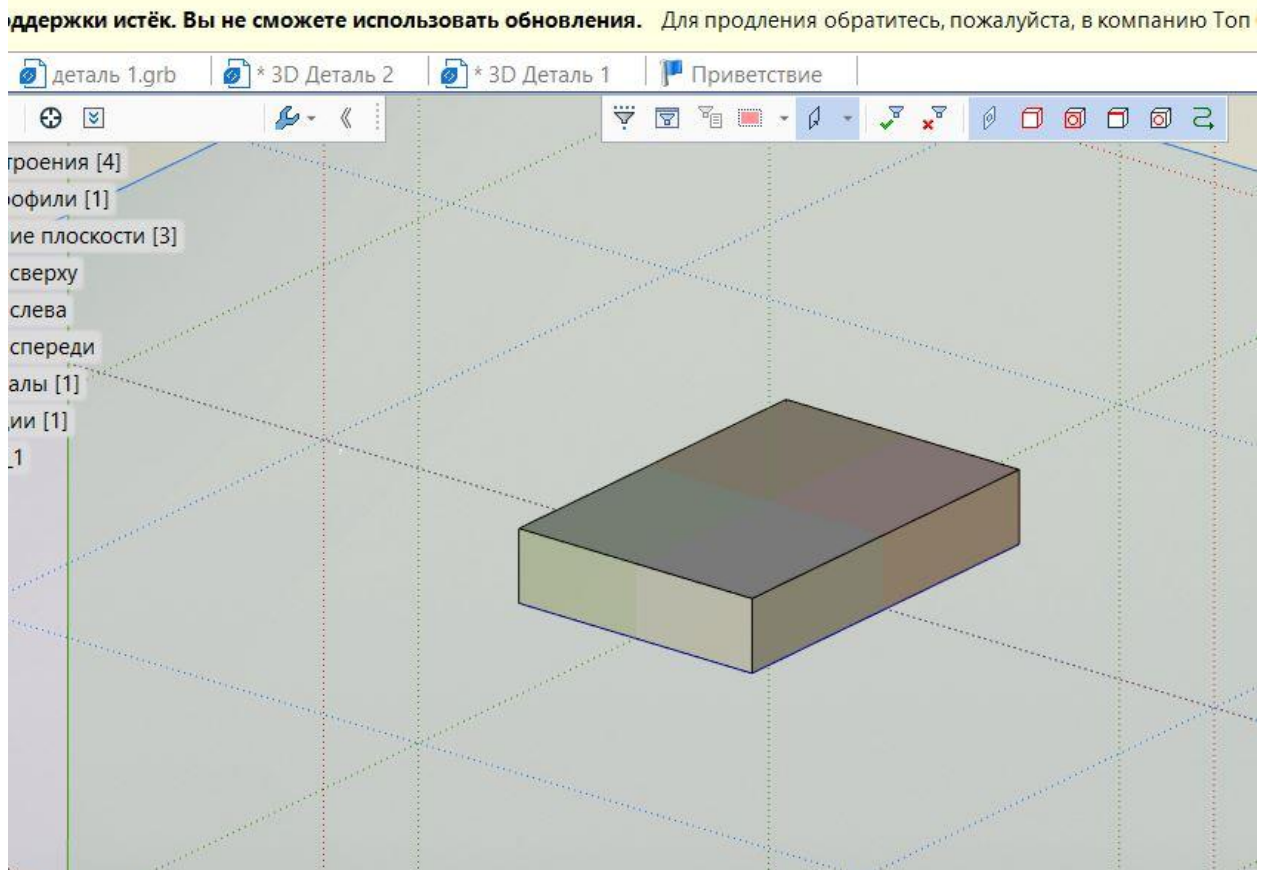 оддержки истёк. Вы не сможете использовать обновления. Для продления обратитесь, пожалуйста, в компанию Топ
деталь 1.grb * 3D Деталь 2 * 3D Деталь 1 Приветствие
троения [4]
рофили [1]
ие плоскости [3]
сверху
слева
спереди
алы [1]
ии [1]
_1